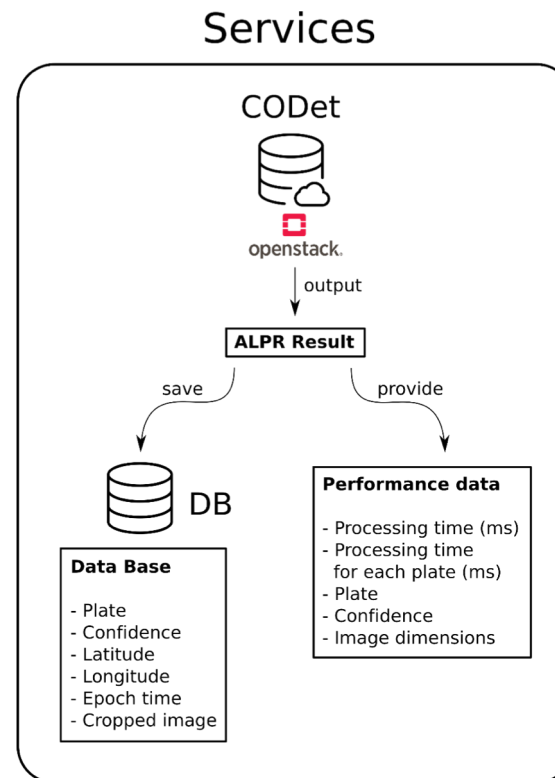 Services
CODet
openstack.
output
ALPR Result
save
provide
DB
Data Base
- Plate
- Confidence
- Latitude
- Longitude
- Epoch time
- Cropped image
Performance data
- Processing time (ms)
- Processing time
for each plate (ms)
- Plate
- Confidence
- Image dimensions